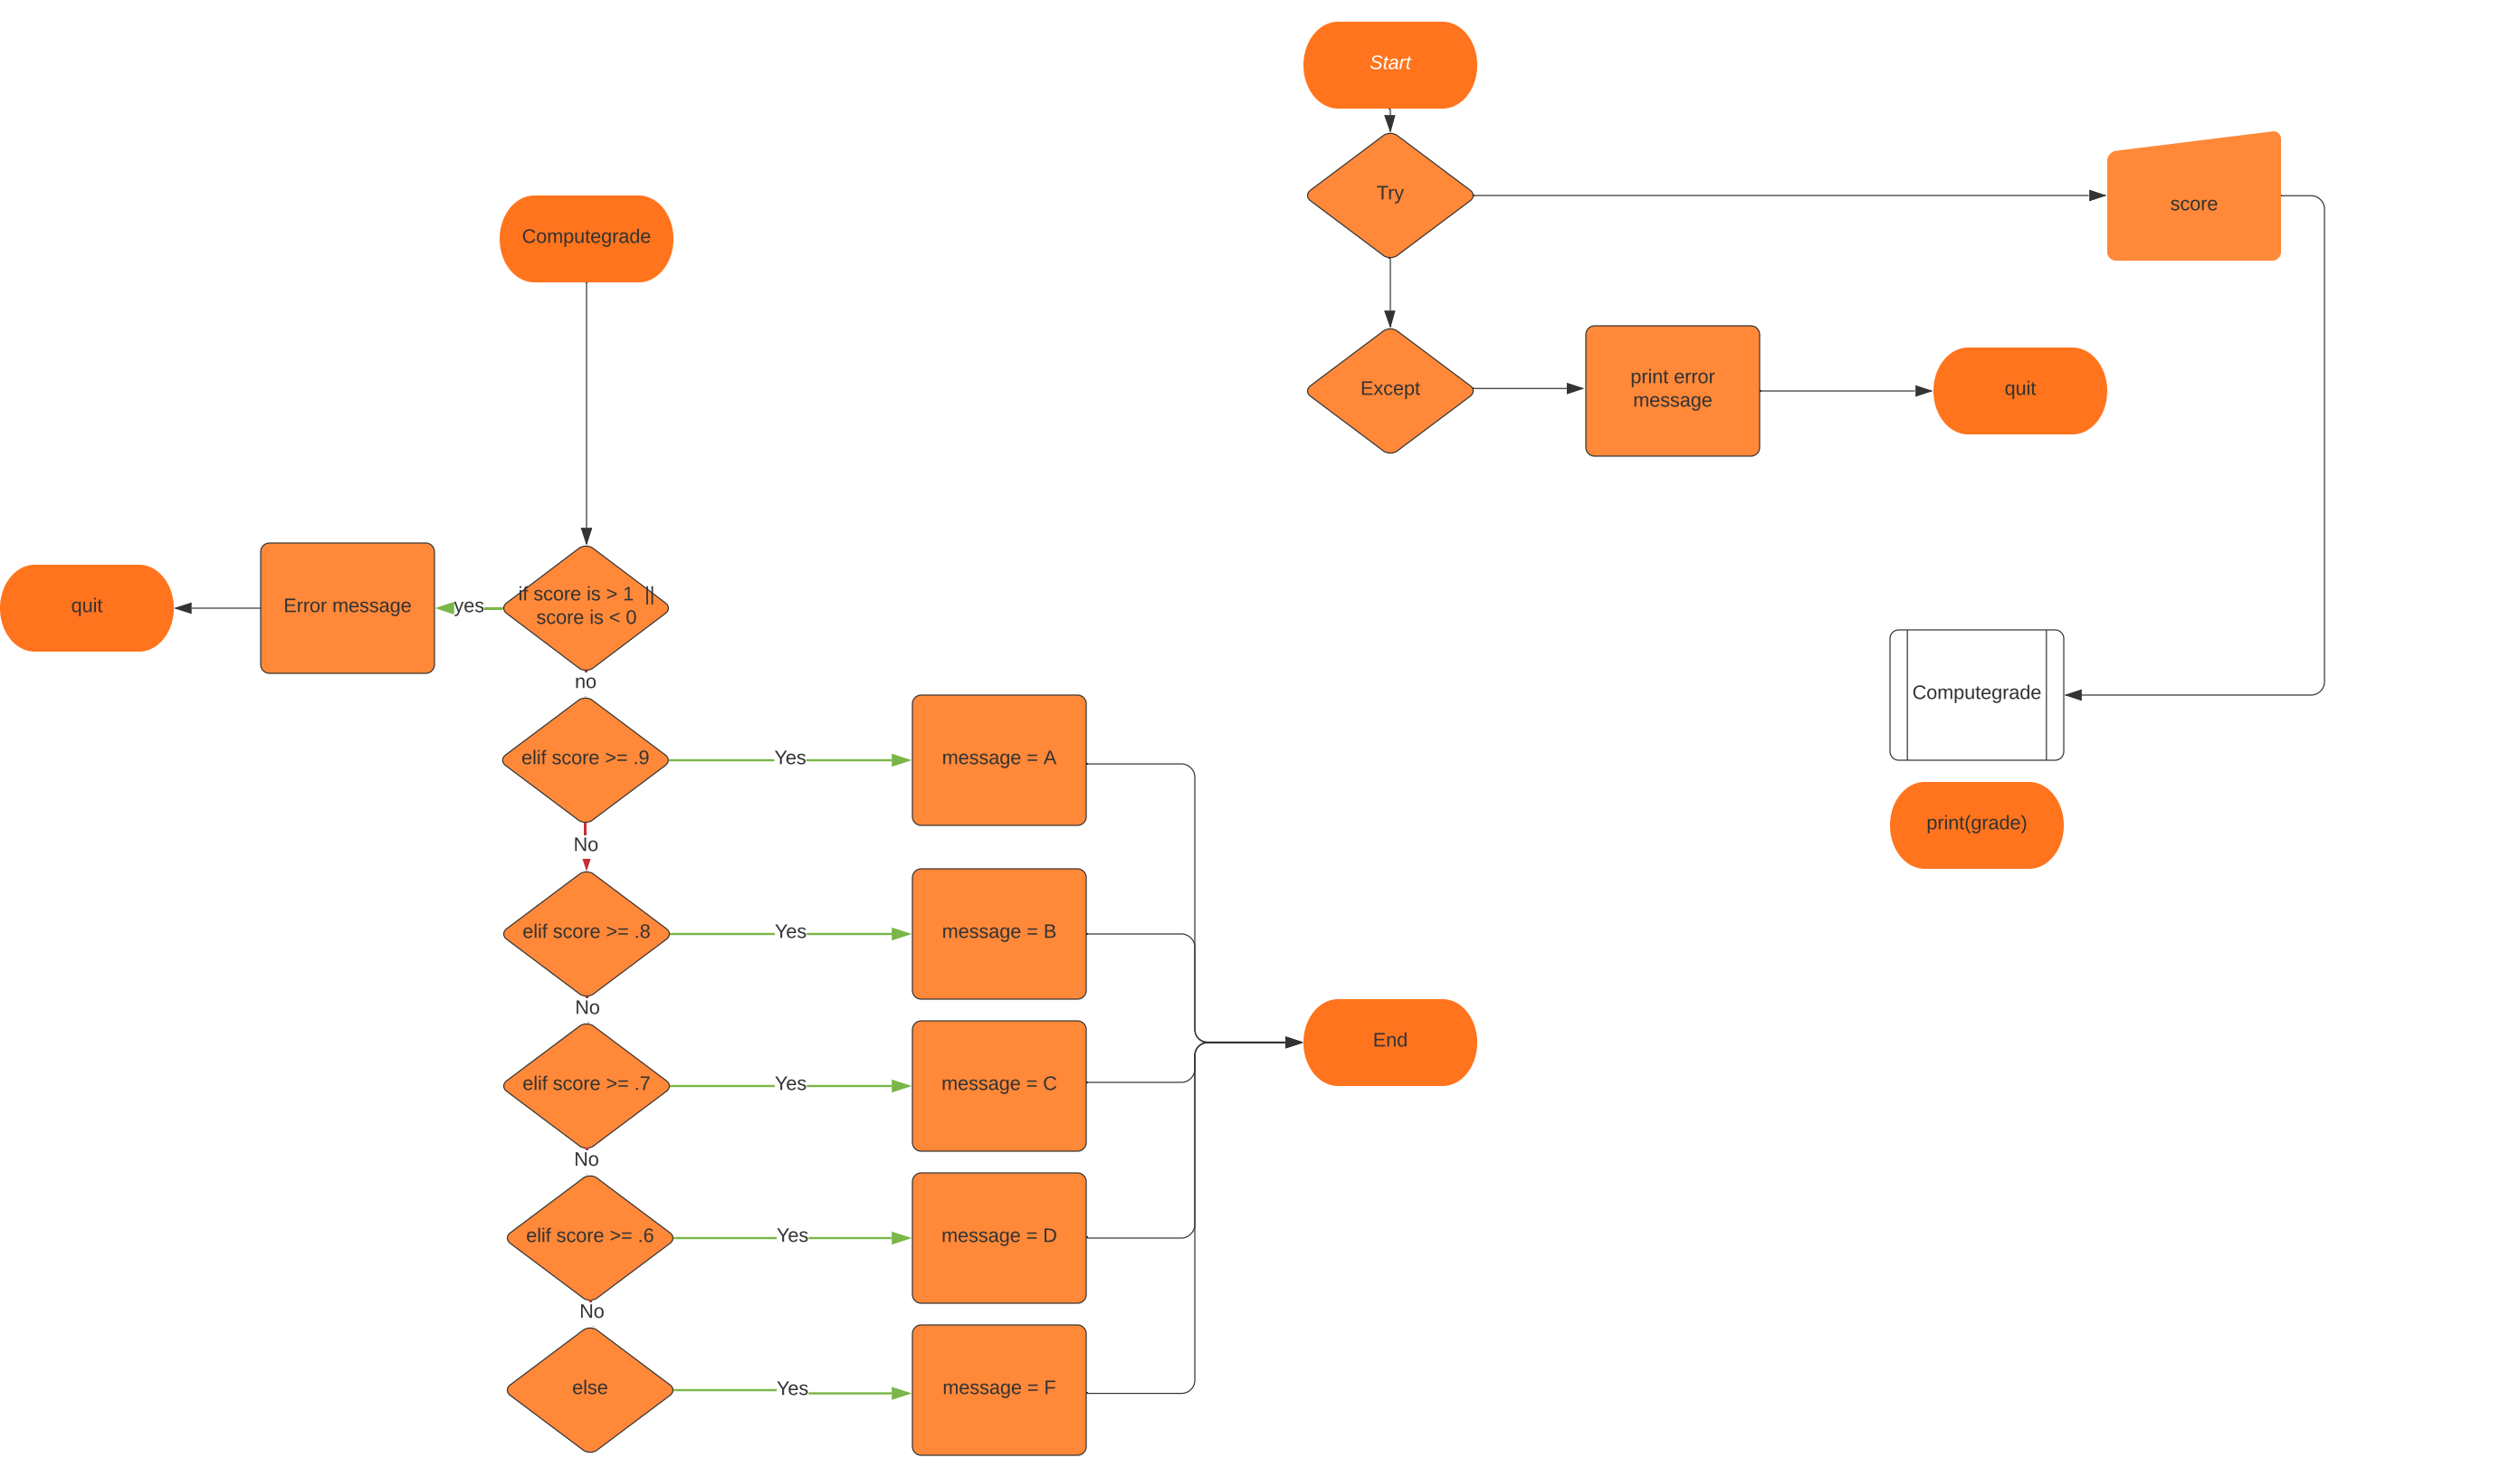 Start
Try
score
Computegrade
Except
print error
message
quit
quit
Error message
yes
if score is > 1 ||
score is < 0
no
Computegrade
elif score >= .9
Yes
message = A
print(grade)
No
elif score >= .8
Yes
message = B
No
End
elif score >= .7
Yes
message = C
No
elif score >= .6
Yes
message = D
No
else
Yes
message = F